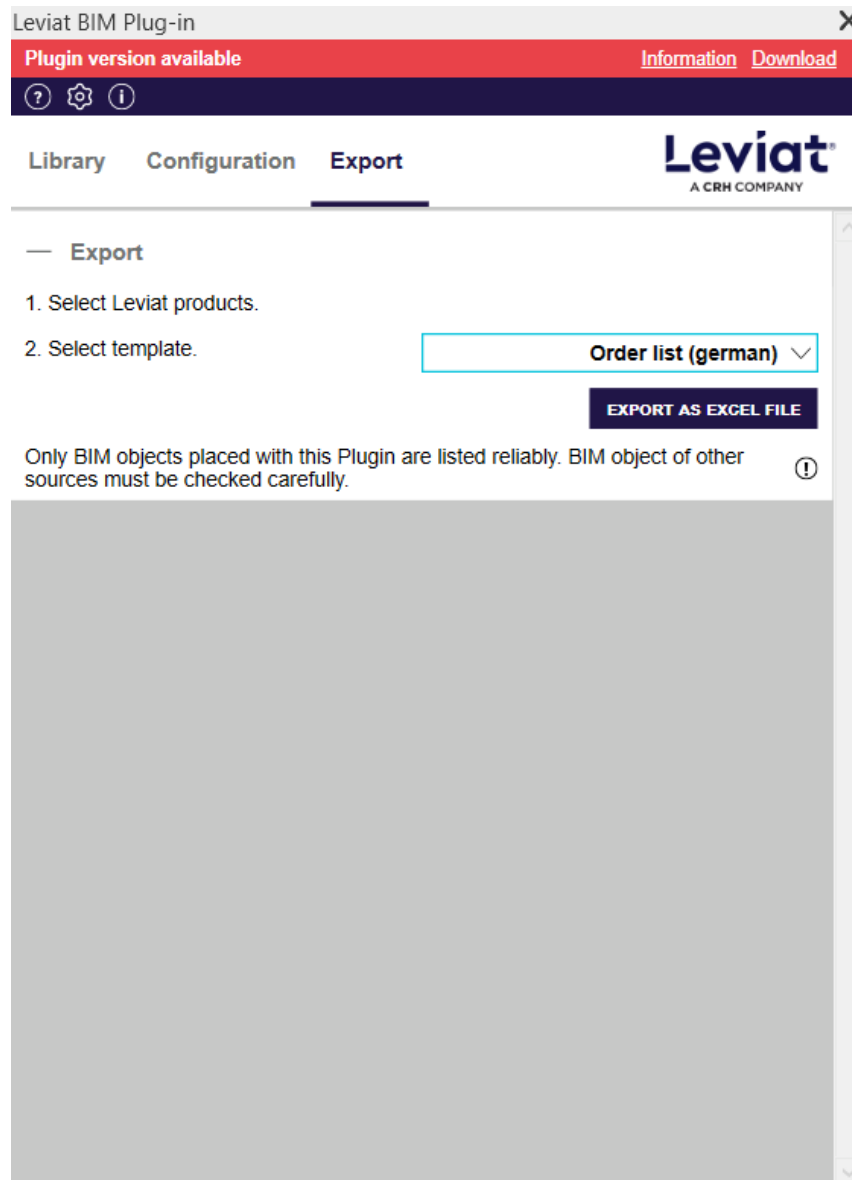 Leviat BIM Plug-in
Plugin version available Information Download
Library Configuration Export
Leviat
A CRH COMPANY
— Export
1. Select Leviat products.
2. Select template.
Order list (german)
EXPORT AS EXCEL FILE
Only BIM objects placed with this Plugin are listed reliably. BIM object of other
sources must be checked carefully.